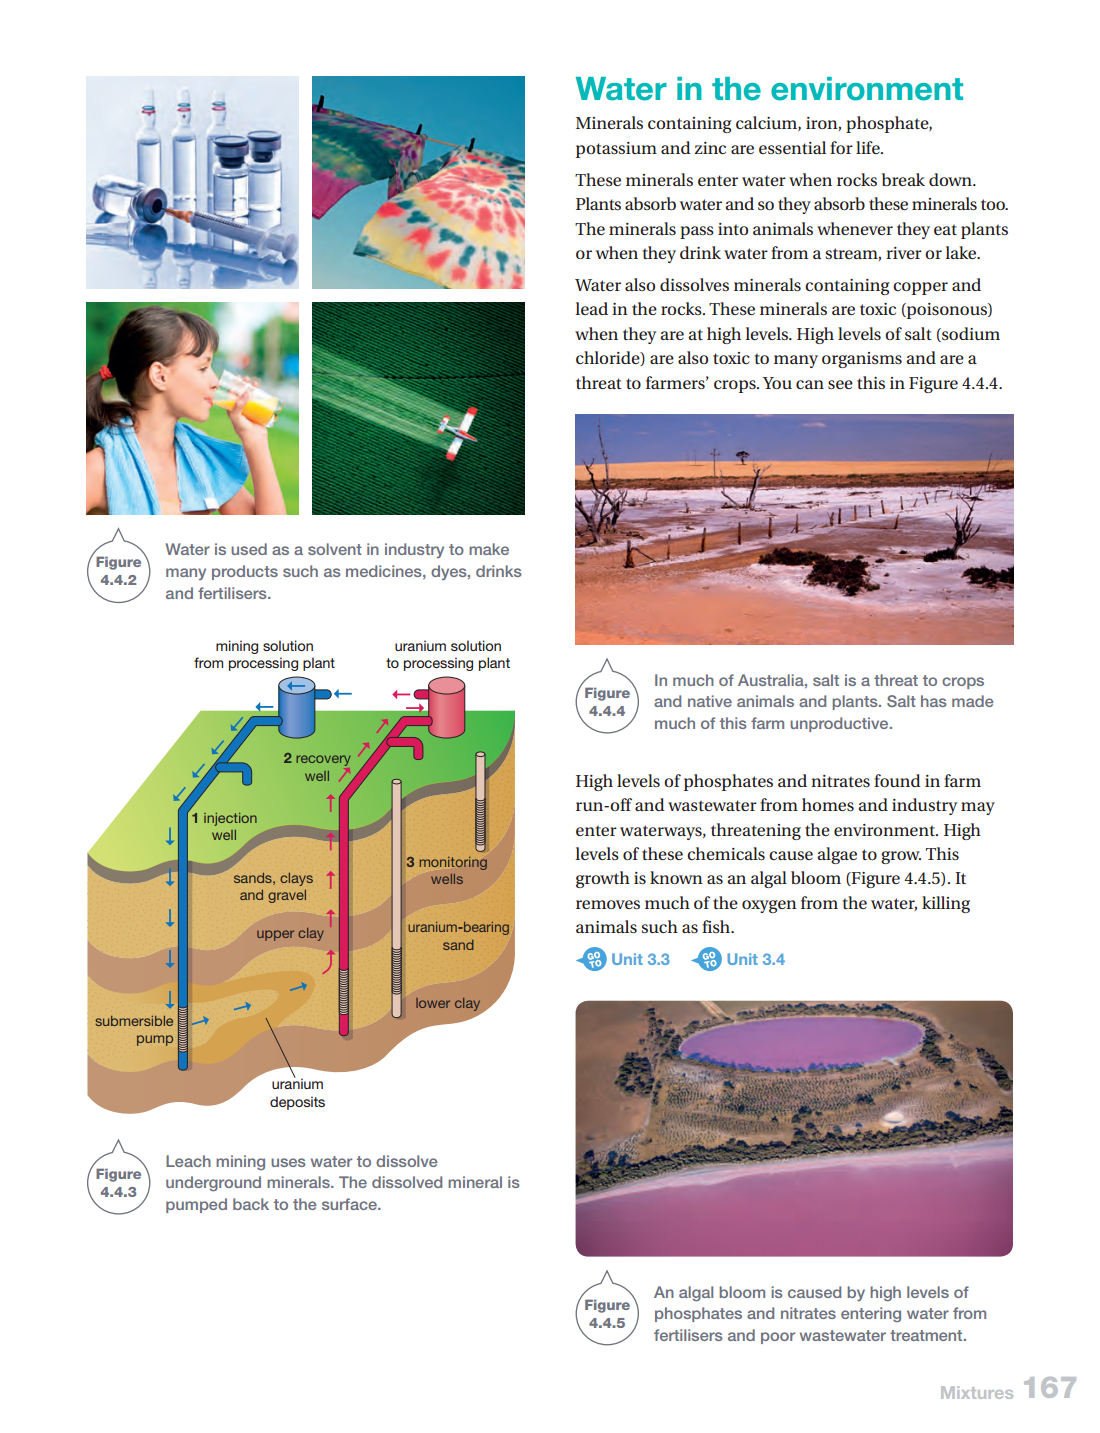 Figure
4.4.2
Water is used as a solvent in industry to make
many products such as medicines, dyes, drinks
and fertilisers.
mining solution
from processing plant
uranium solution
to processing plant
2 recovery
well
1 injection
well
3 monitoring
wells
sands, clays
and gravel
upper clay
uranium-bearing
sand
lower clay
submersible
pump
uranium
deposits
Figure
4.4.3
Leach mining uses water to dissolve
underground minerals. The dissolved mineral is
pumped back to the surface.
Water in the environment
Minerals containing calcium, iron, phosphate,
potassium and zinc are essential for life.
These minerals enter water when rocks break down.
Plants absorb water and so they absorb these minerals too.
The minerals pass into animals whenever they eat plants
or when they drink water from a stream, river or lake.
Water also dissolves minerals containing copper and
lead in the rocks. These minerals are toxic (poisonous)
when they are at high levels. High levels of salt (sodium
chloride) are also toxic to many organisms and are a
threat to farmers’ crops. You can see this in Figure 4.4.4.
Figure
4.4.4
In much of Australia, salt is a threat to crops
and native animals and plants. Salt has made
much of this farm unproductive.
High levels of phosphates and nitrates found in farm
run-off and wastewater from homes and industry may
enter waterways, threatening the environment. High
levels of these chemicals cause algae to grow. This
growth is known as an algal bloom (Figure 4.4.5). It
removes much of the oxygen from the water, killing
animals such as fish.
GO TO Unit 3.3 GO TO Unit 3.4
Figure
4.4.5
An algal bloom is caused by high levels of
phosphates and nitrates entering water from
fertilisers and poor wastewater treatment.
Mixtures 167